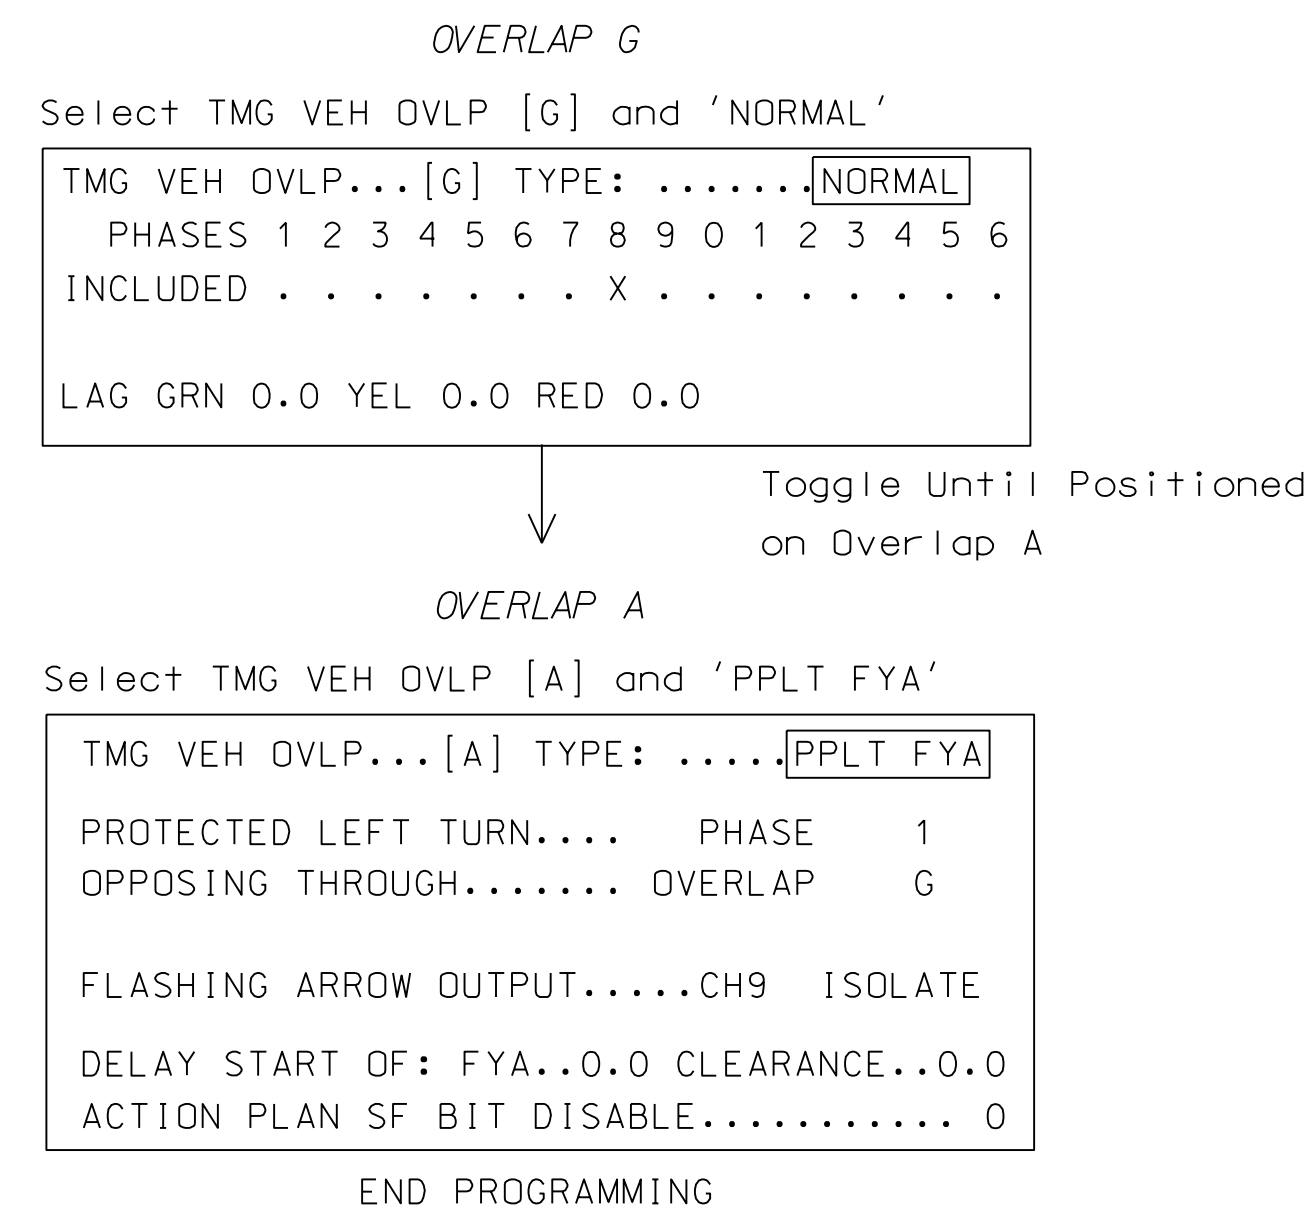 OVERLAP G
Select TMG VEH OVLP [G] and 'NORMAL'
TMG VEH OVLP...[G] TYPE: .......NORMAL
PHASES 1 2 3 4 5 6 7 8 9 0 1 2 3 4 5 6
INCLUDED . . . . . . . X . . . . . . . .
LAG GRN 0.0 YEL 0.0 RED 0.0
Toggle Until Positioned
on Overlap A
OVERLAP A
Select TMG VEH OVLP [A] and 'PPLT FYA'
TMG VEH OVLP...[A] TYPE: .....PPLT FYA
PROTECTED LEFT TURN.... PHASE 1
OPPOSING THROUGH....... OVERLAP G
FLASHING ARROW OUTPUT.....CH9 ISOLATE
DELAY START OF: FYA..0.0 CLEARANCE..0.0
ACTION PLAN SF BIT DISABLE........... 0
END PROGRAMMING